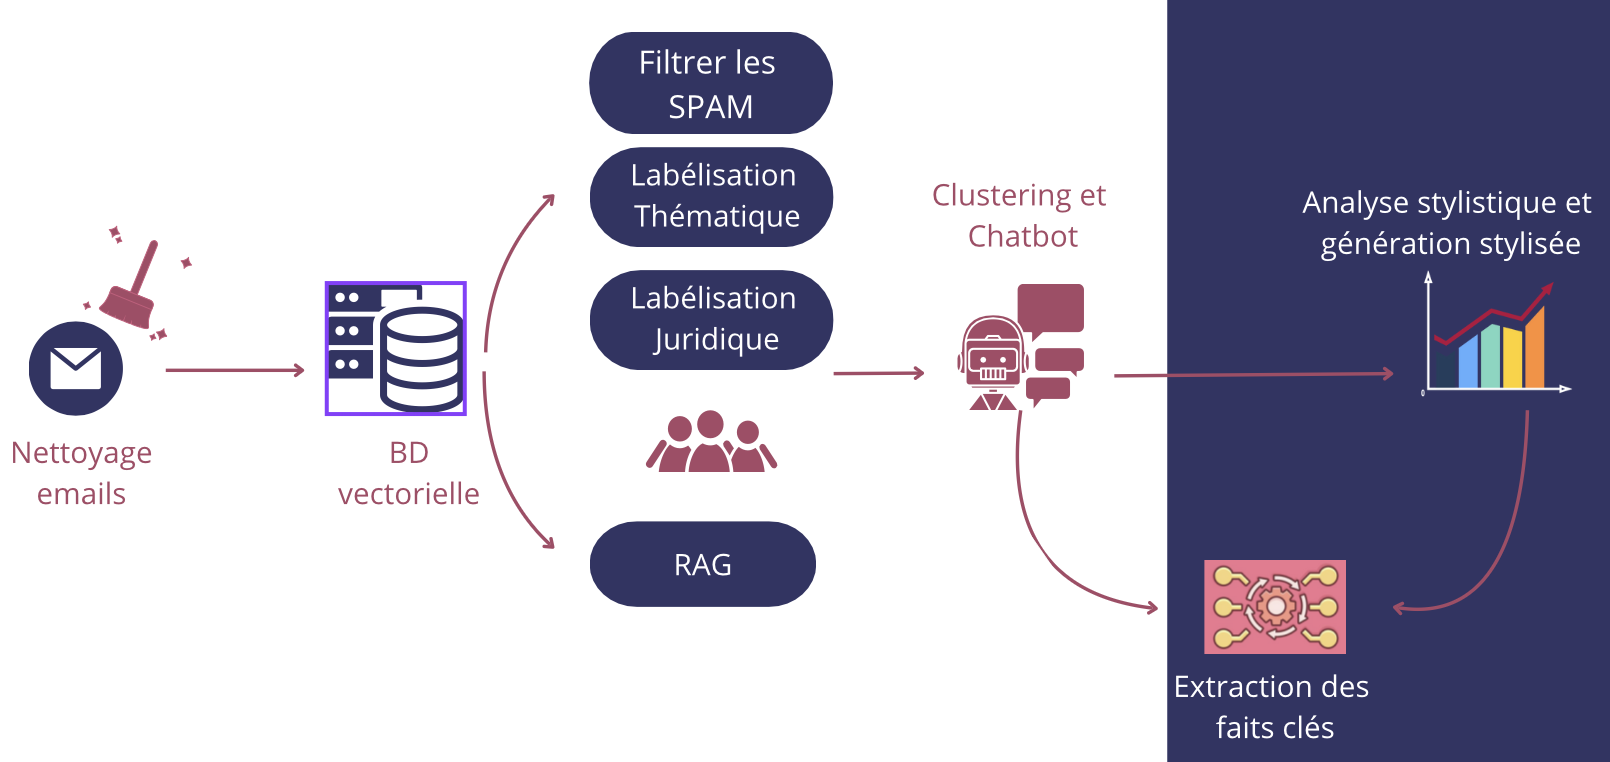 Nettoyage
emails
BD
vectorielle
Filtrer les
SPAM
Labélisation
Thématique
Labélisation
Juridique
RAG
Clustering et
Chatbot
Analyse stylistique et
génération stylisée
0
Extraction des
faits clés